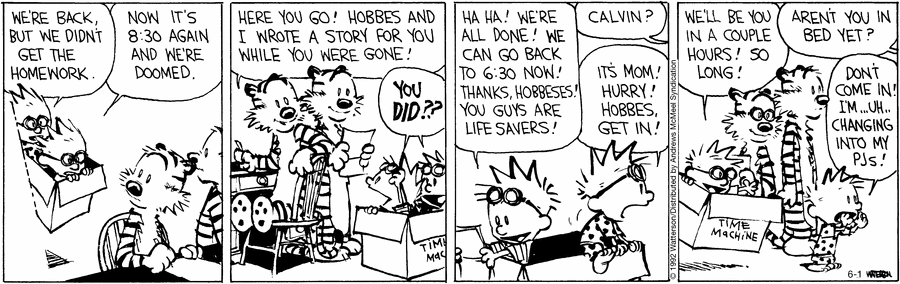 WE'RE BACK,
BUT WE DIDN'T
GET THE
HOMEWORK.
NOW IT'S
8:30 AGAIN
AND WE'RE
DOOMED.
HERE YOU GO! HOBBES AND
I WROTE A STORY FOR YOU
WHILE YOU WERE GONE!
YOU
DID??
TIME
MAC
HA HA! WE'RE
ALL DONE! WE
CAN GO BACK
TO 6:30 NOW!
THANKS, HOBBESES!
YOU GUYS ARE
LIFE SAVERS!
CALVIN?
IT'S MOM!
HURRY!
HOBBES,
GET IN!
© 1992 Watterson/Distributed by Andrews McMeel Syndication
WE'LL BE YOU
IN A COUPLE
HOURS! SO
LONG!
AREN'T YOU IN
BED YET?
DON'T
COME IN!
I'M...UH..
CHANGING
INTO MY
PJs!
TIME
MACHINE
6-1 WATTERSON